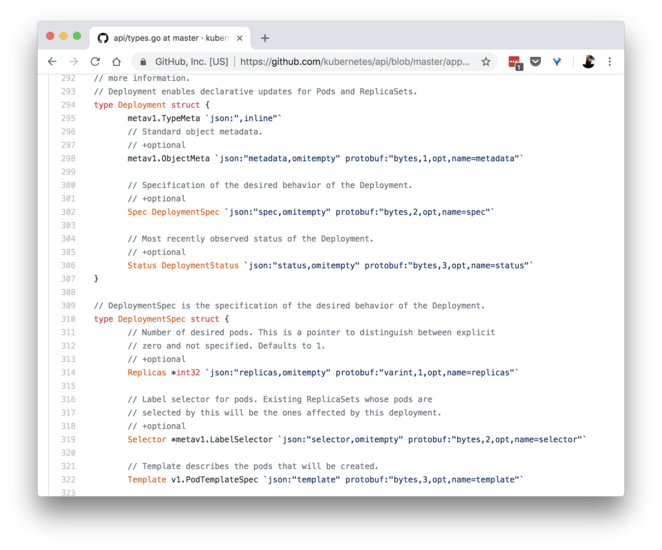 api/types.go at master · kubern
GitHub, Inc. [US] | https://github.com/kubernetes/api/blob/master/app...
1
292 // more information.
293 // Deployment enables declarative updates for Pods and ReplicaSets.
294 type Deployment struct {
295 metav1.TypeMeta `json:",inline"`
296 // Standard object metadata.
297 // +optional
298 metav1.ObjectMeta `json:"metadata,omitempty" protobuf:"bytes,1,opt,name=metadata"`
299
300 // Specification of the desired behavior of the Deployment.
301 // +optional
302 Spec DeploymentSpec `json:"spec,omitempty" protobuf:"bytes,2,opt,name=spec"`
303
304 // Most recently observed status of the Deployment.
305 // +optional
306 Status DeploymentStatus `json:"status,omitempty" protobuf:"bytes,3,opt,name=status"`
307 }
308
309 // DeploymentSpec is the specification of the desired behavior of the Deployment.
310 type DeploymentSpec struct {
311 // Number of desired pods. This is a pointer to distinguish between explicit
312 // zero and not specified. Defaults to 1.
313 // +optional
314 Replicas *int32 `json:"replicas,omitempty" protobuf:"varint,1,opt,name=replicas"`
315
316 // Label selector for pods. Existing ReplicaSets whose pods are
317 // selected by this will be the ones affected by this deployment.
318 // +optional
319 Selector *metav1.LabelSelector `json:"selector,omitempty" protobuf:"bytes,2,opt,name=selector"`
320
321 // Template describes the pods that will be created.
322 Template v1.PodTemplateSpec `json:"template" protobuf:"bytes,3,opt,name=template"`
323